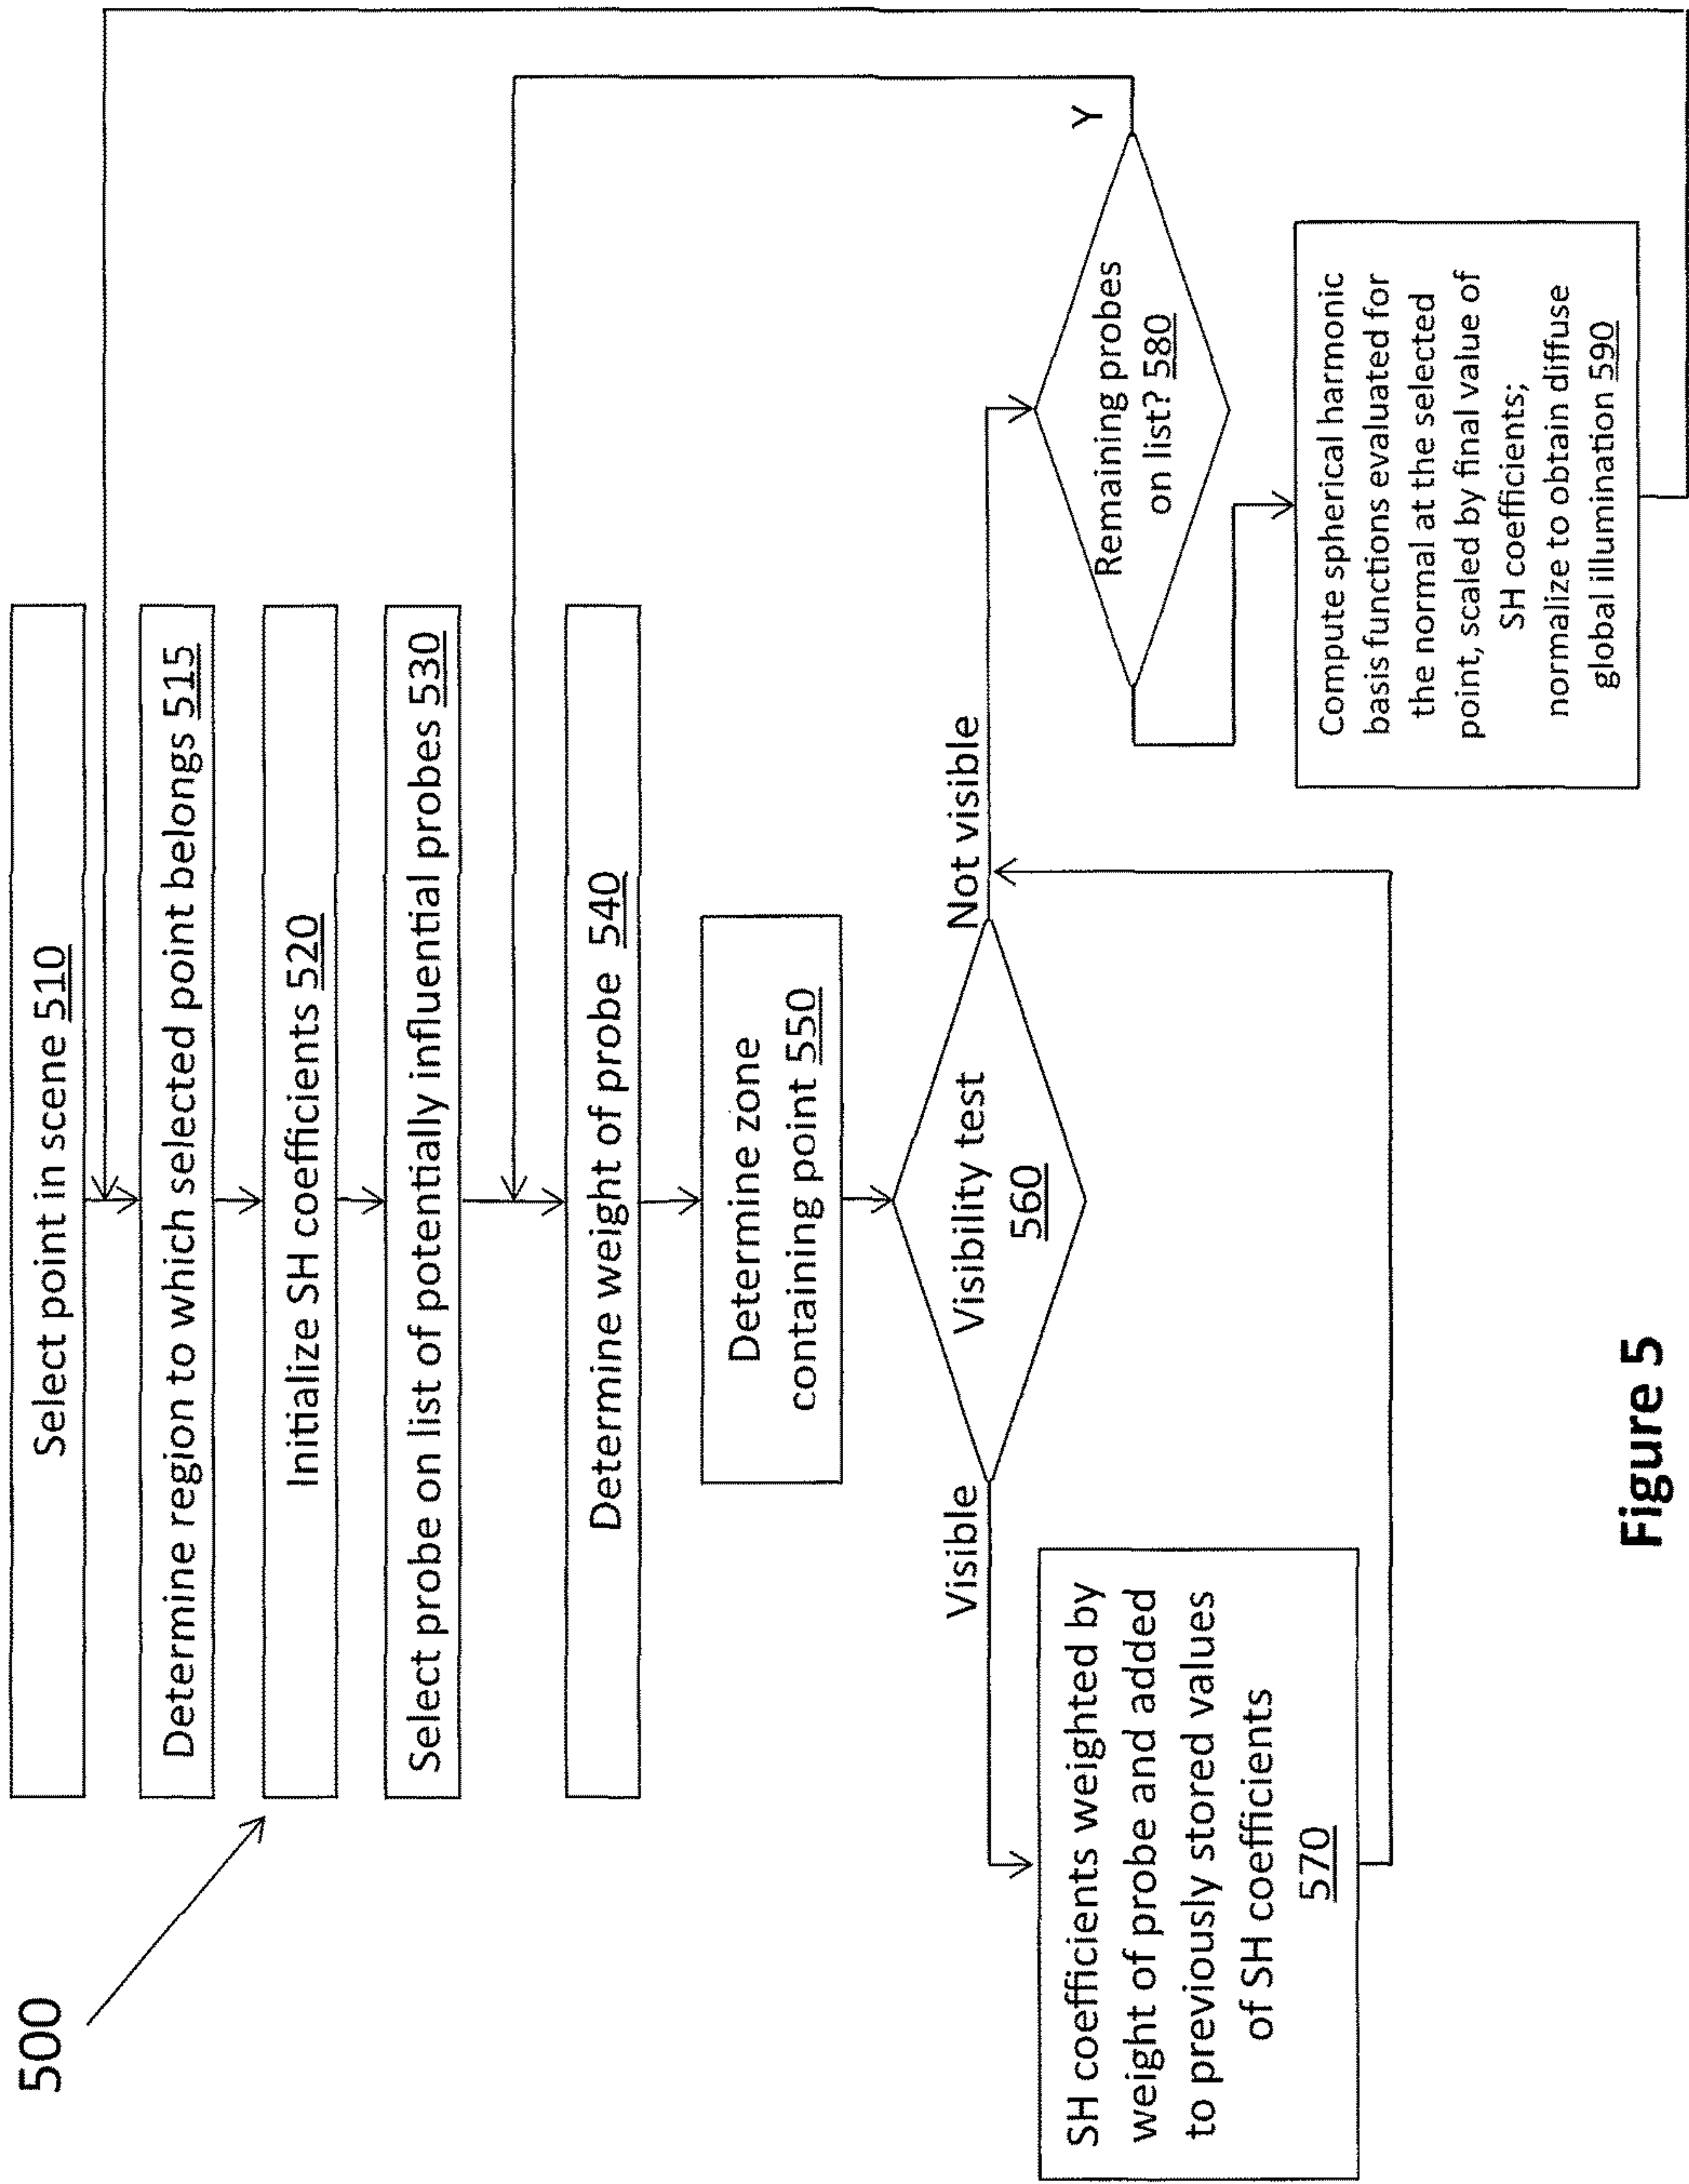 500
Select point in scene 510
Determine region to which selected point belongs 515
Initialize SH coefficients 520
Select probe on list of potentially influential probes 530
Determine weight of probe 540
Determine zone
containing point 550
Visibility test
560
Visible
Not visible
SH coefficients weighted by
weight of probe and added
to previously stored values
of SH coefficients
570
Remaining probes
on list? 580
Y
Compute spherical harmonic
basis functions evaluated for
the normal at the selected
point, scaled by final value of
SH coefficients;
normalize to obtain diffuse
global illumination 590
Figure 5